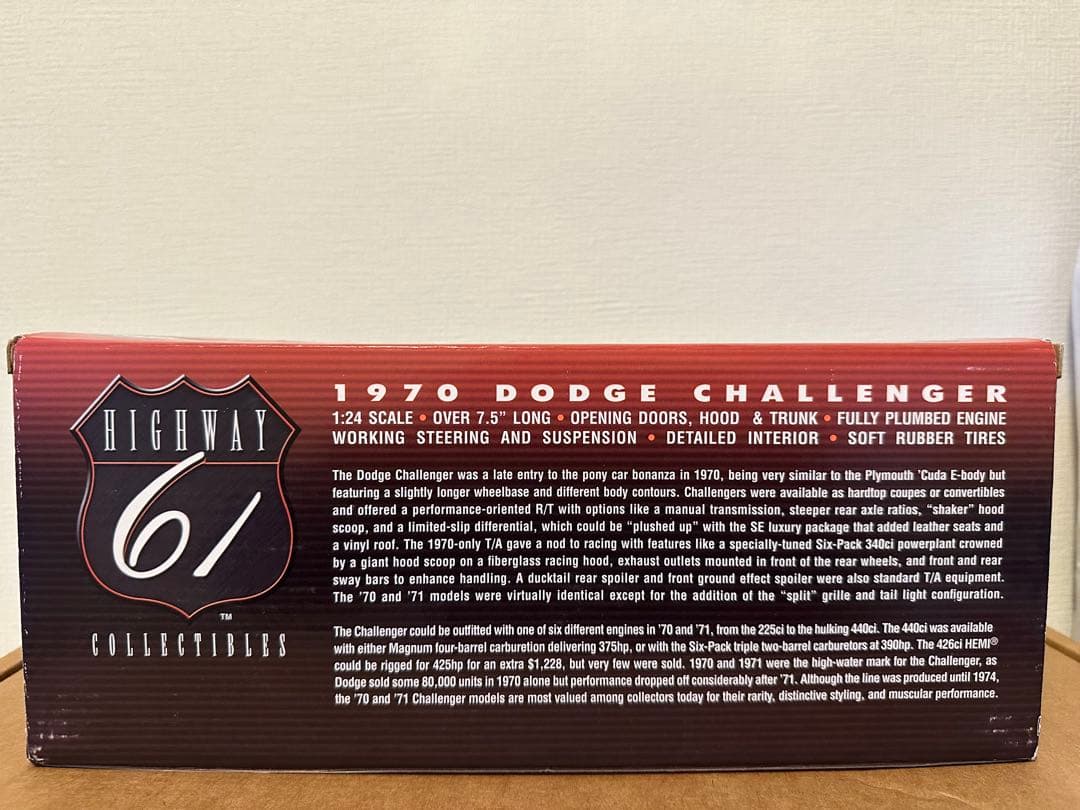 HIGHWAY
61
TM
COLLECTIBLES
1970 DODGE CHALLENGER
1:24 SCALE • OVER 7.5" LONG • OPENING DOORS, HOOD & TRUNK • FULLY PLUMBED ENGINE
WORKING STEERING AND SUSPENSION • DETAILED INTERIOR • SOFT RUBBER TIRES
The Dodge Challenger was a late entry to the pony car bonanza in 1970, being very similar to the Plymouth 'Cuda E-body but
featuring a slightly longer wheelbase and different body contours. Challengers were available as hardtop coupes or convertibles
and offered a performance-oriented R/T with options like a manual transmission, steeper rear axle ratios, "shaker" hood
scoop, and a limited-slip differential, which could be "plushed up" with the SE luxury package that added leather seats and
a vinyl roof. The 1970-only T/A gave a nod to racing with features like a specially-tuned Six-Pack 340ci powerplant crowned
by a giant hood scoop on a fiberglass racing hood, exhaust outlets mounted in front of the rear wheels, and front and rear
sway bars to enhance handling. A ducktail rear spoiler and front ground effect spoiler were also standard T/A equipment.
The '70 and '71 models were virtually identical except for the addition of the "split" grille and tail light configuration.
The Challenger could be outfitted with one of six different engines in '70 and '71, from the 225ci to the hulking 440ci. The 440ci was available
with either Magnum four-barrel carburetion delivering 375hp, or with the Six-Pack triple two-barrel carburetors at 390hp. The 426ci HEMI®
could be rigged for 425hp for an extra $1,228, but very few were sold. 1970 and 1971 were the high-water mark for the Challenger, as
Dodge sold some 80,000 units in 1970 alone but performance dropped off considerably after '71. Although the line was produced until 1974,
the '70 and '71 Challenger models are most valued among collectors today for their rarity, distinctive styling, and muscular performance.